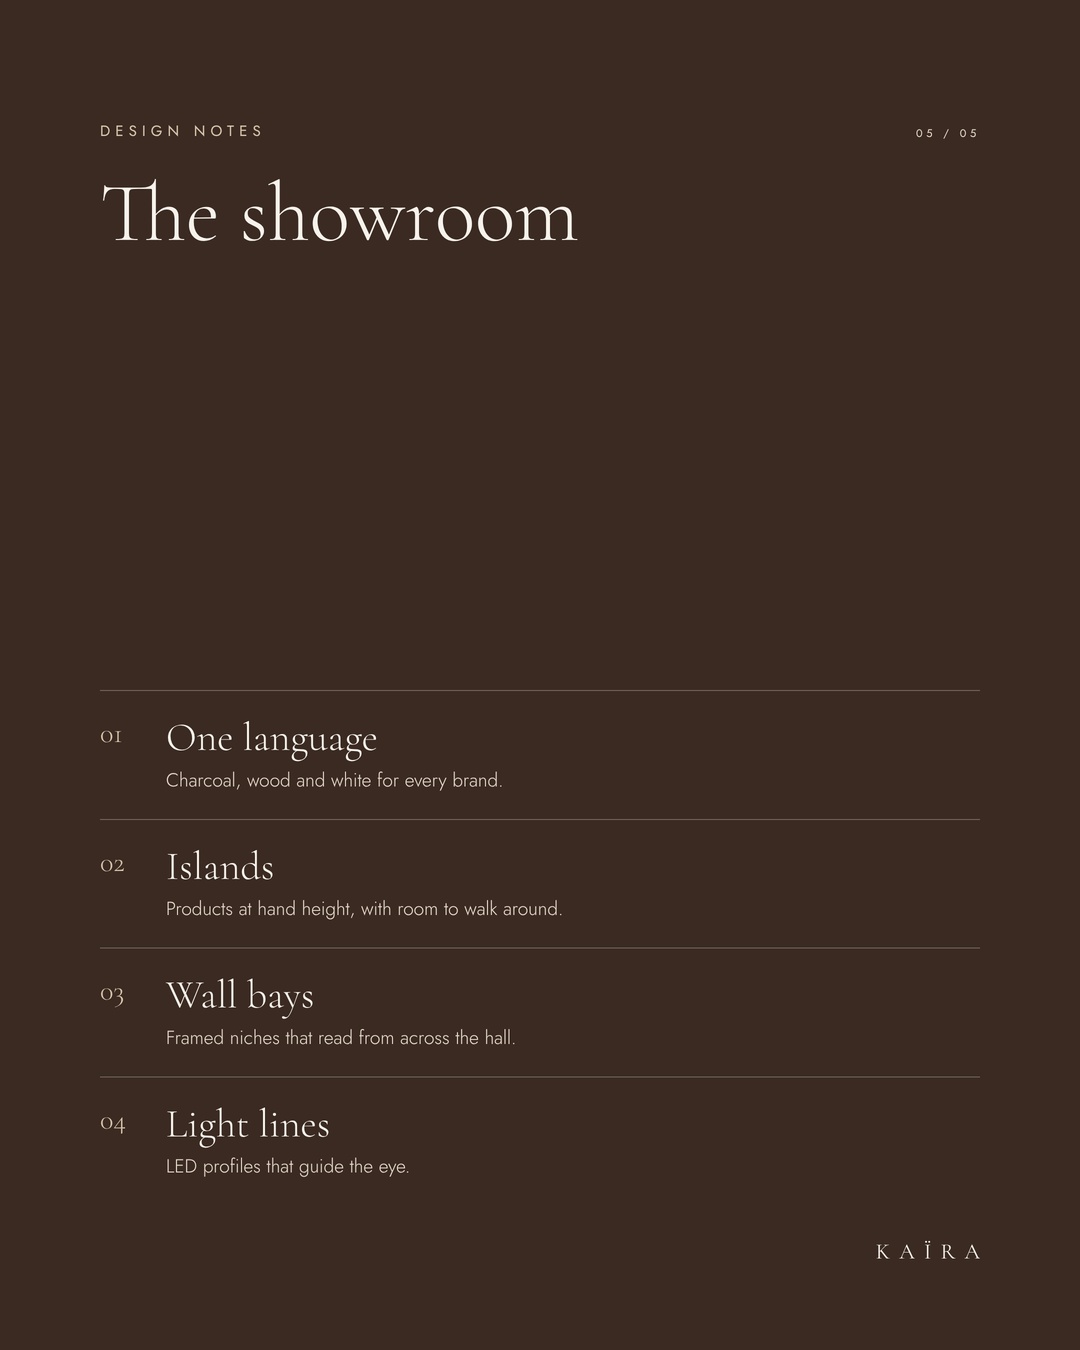 DESIGN NOTES
05 / 05
The showroom
01
One language
Charcoal, wood and white for every brand.
02
Islands
Products at hand height, with room to walk around.
03
Wall bays
Framed niches that read from across the hall.
04
Light lines
LED profiles that guide the eye.
KAÏRA